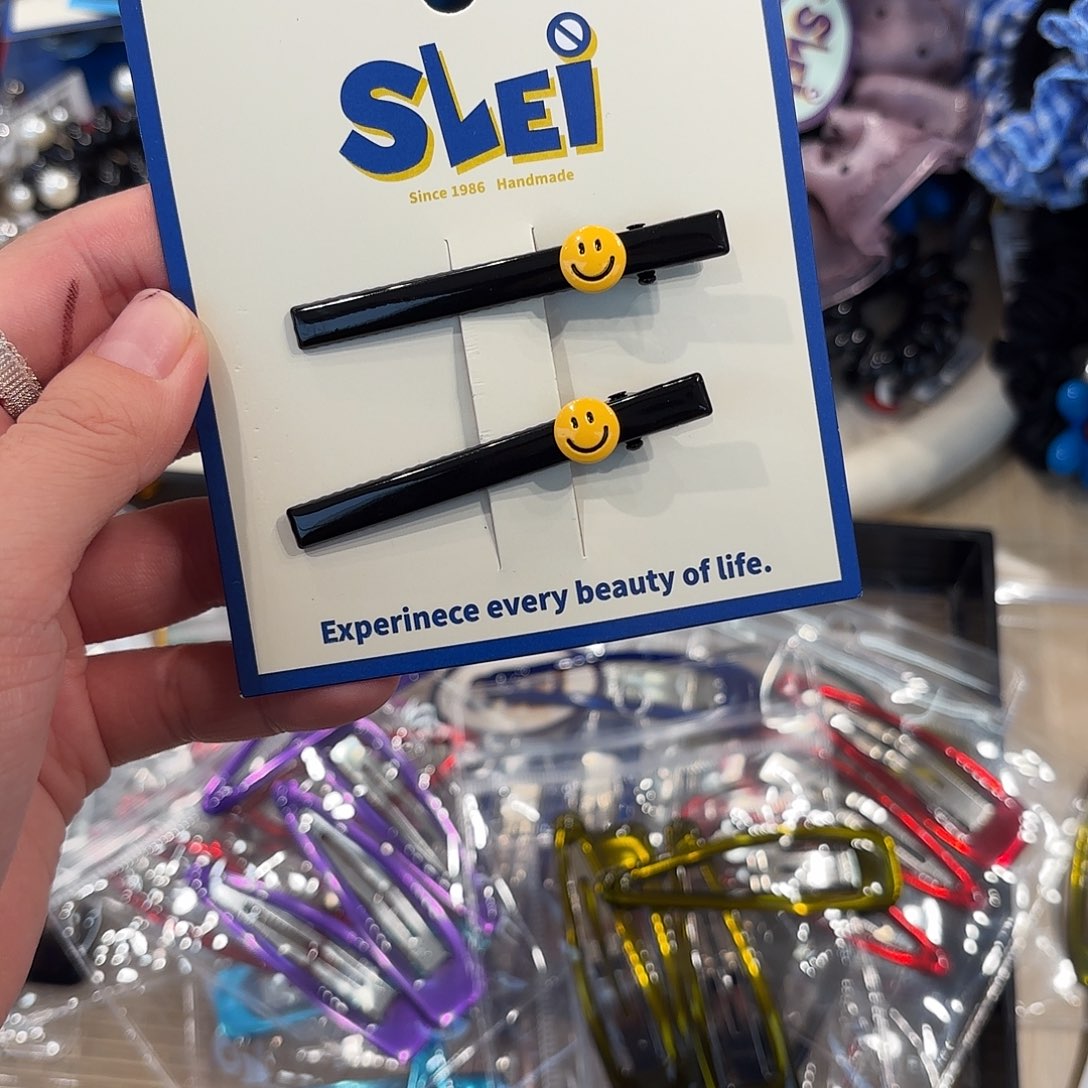 SLEi
Since 1986 Handmade
Experinece every beauty of life.